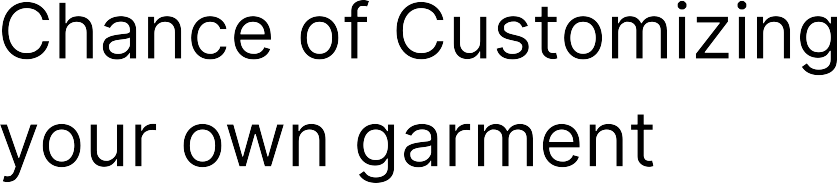 Chance of Customizing
your own garment